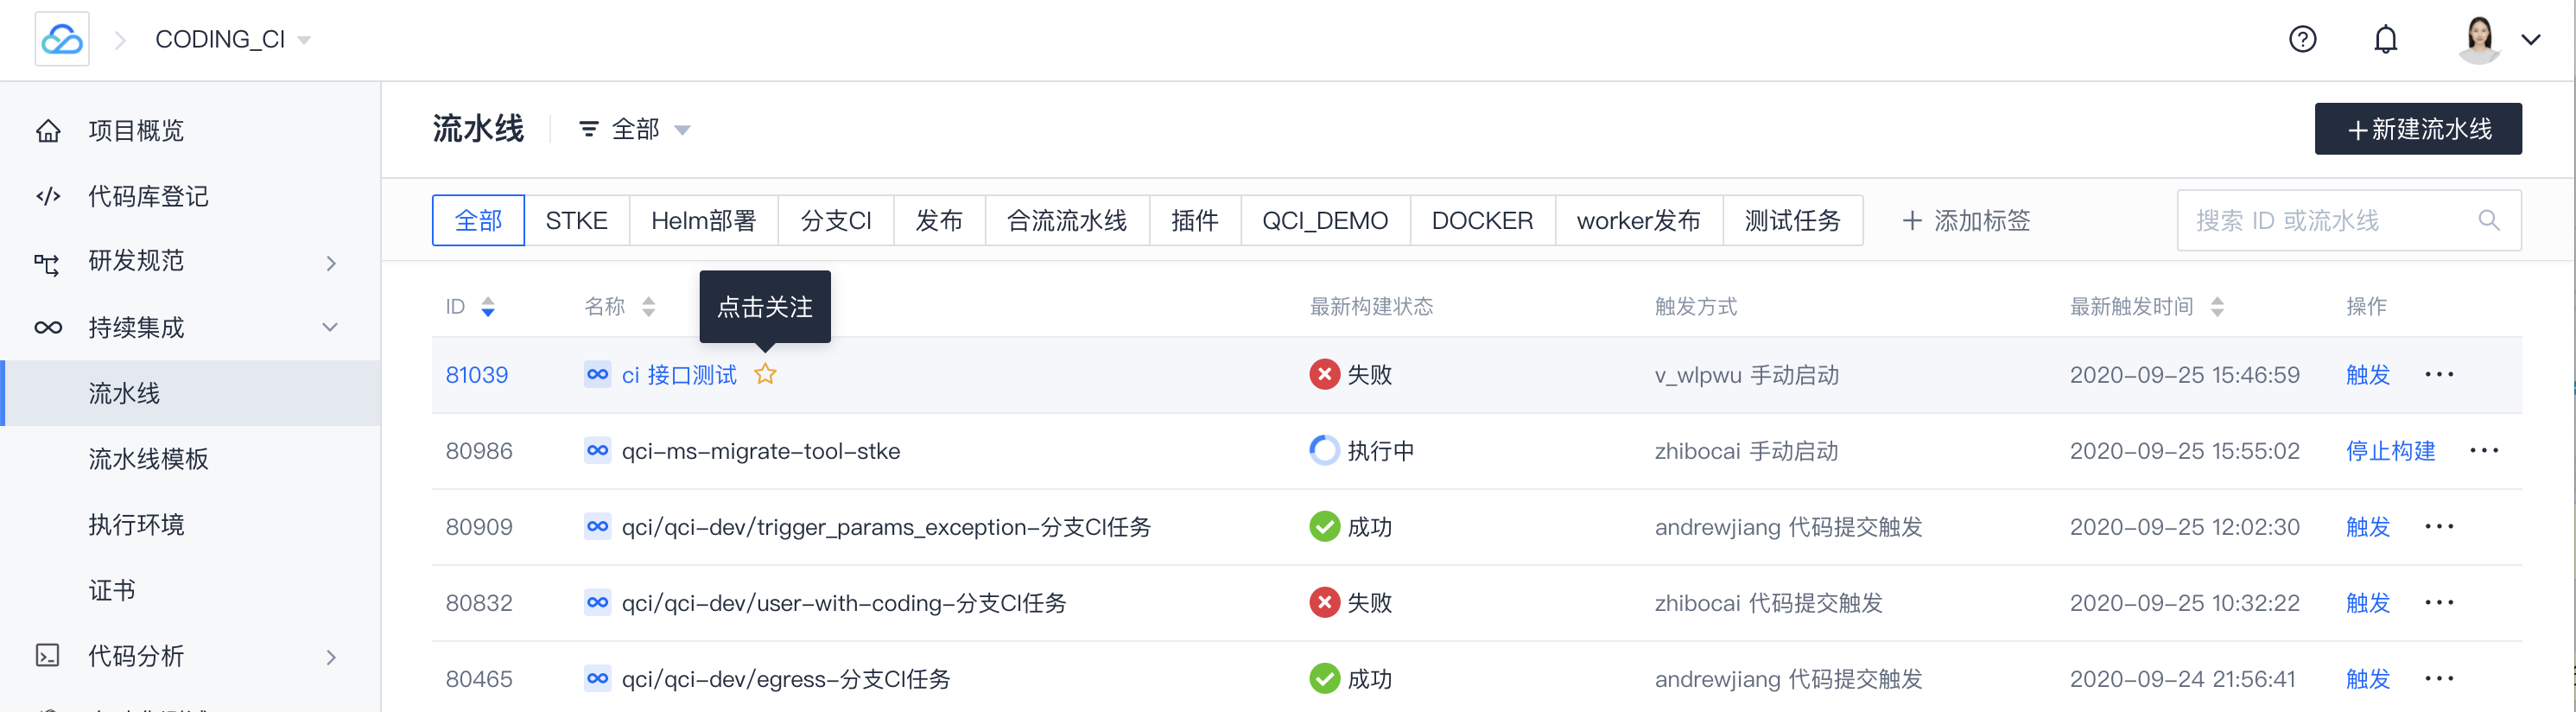 CODING_CI
项目概览
代码库登记
研发规范
持续集成
流水线
流水线模板
执行环境
证书
代码分析
流水线 全部
+新建流水线
全部 STKE Helm部署 分支CI 发布 合流流水线 插件 QCI_DEMO DOCKER worker发布 测试任务 + 添加标签 搜索 ID 或流水线
点击关注
ID 名称 最新构建状态 触发方式 最新触发时间 操作
81039 ci 接口测试 失败 v_wlpwu 手动启动 2020-09-25 15:46:59 触发 ···
80986 qci-ms-migrate-tool-stke 执行中 zhibocai 手动启动 2020-09-25 15:55:02 停止构建 ···
80909 qci/qci-dev/trigger_params_exception-分支CI任务 成功 andrewjiang 代码提交触发 2020-09-25 12:02:30 触发 ···
80832 qci/qci-dev/user-with-coding-分支CI任务 失败 zhibocai 代码提交触发 2020-09-25 10:32:22 触发 ···
80465 qci/qci-dev/egress-分支CI任务 成功 andrewjiang 代码提交触发 2020-09-24 21:56:41 触发 ···